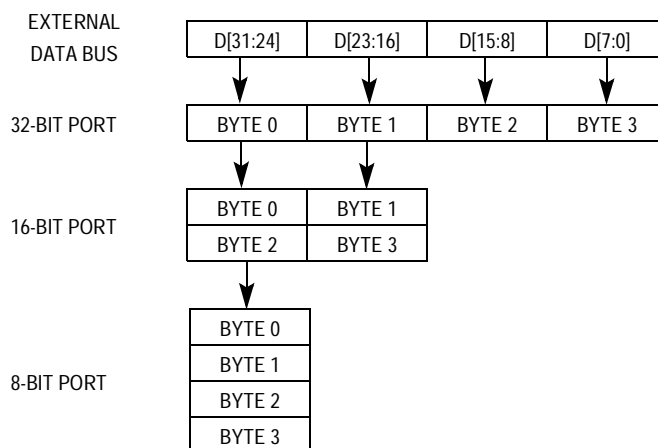 EXTERNAL
DATA BUS
D[31:24] D[23:16] D[15:8] D[7:0]
32-BIT PORT BYTE 0 BYTE 1 BYTE 2 BYTE 3
16-BIT PORT
BYTE 0 BYTE 1
BYTE 2 BYTE 3
8-BIT PORT
BYTE 0
BYTE 1
BYTE 2
BYTE 3